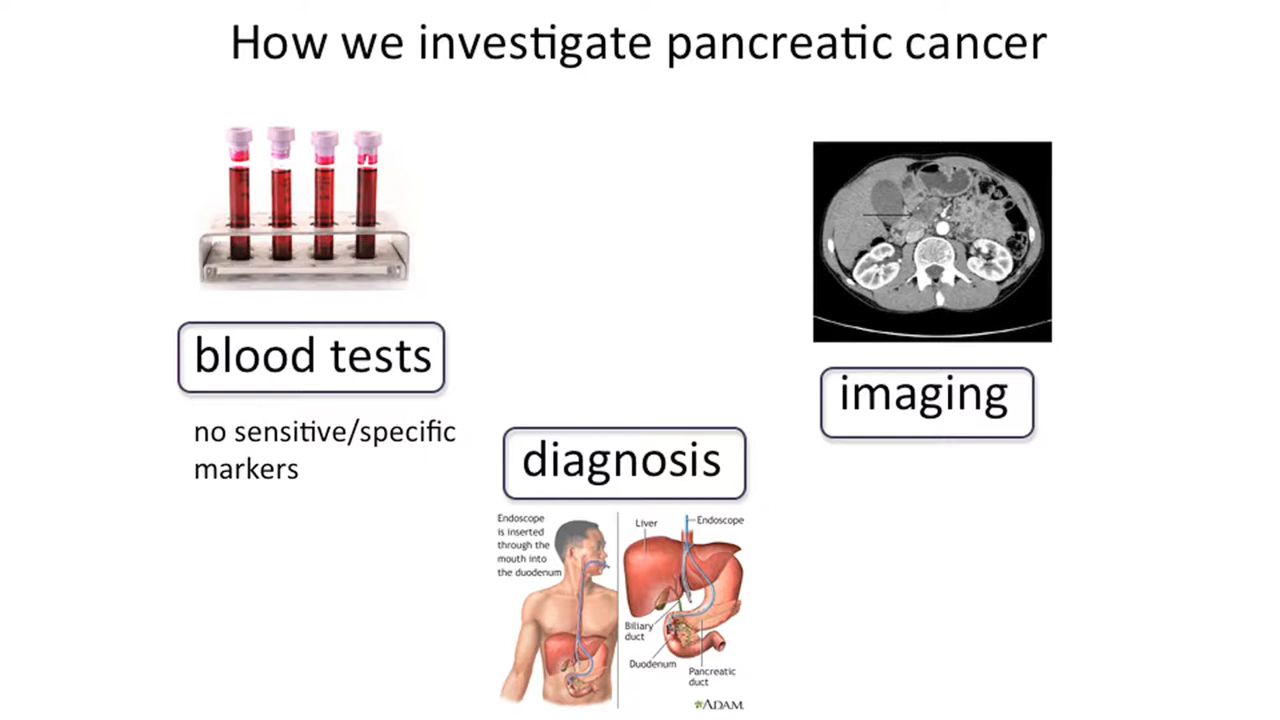 How we investigate pancreatic cancer
blood tests
no sensitive/specific
markers
imaging
diagnosis
Endoscope
is inserted
through the
mouth into
the duodenum
Liver
Endoscope
Biliary
duct
Duodenum
Pancreatic
duct
ADAM